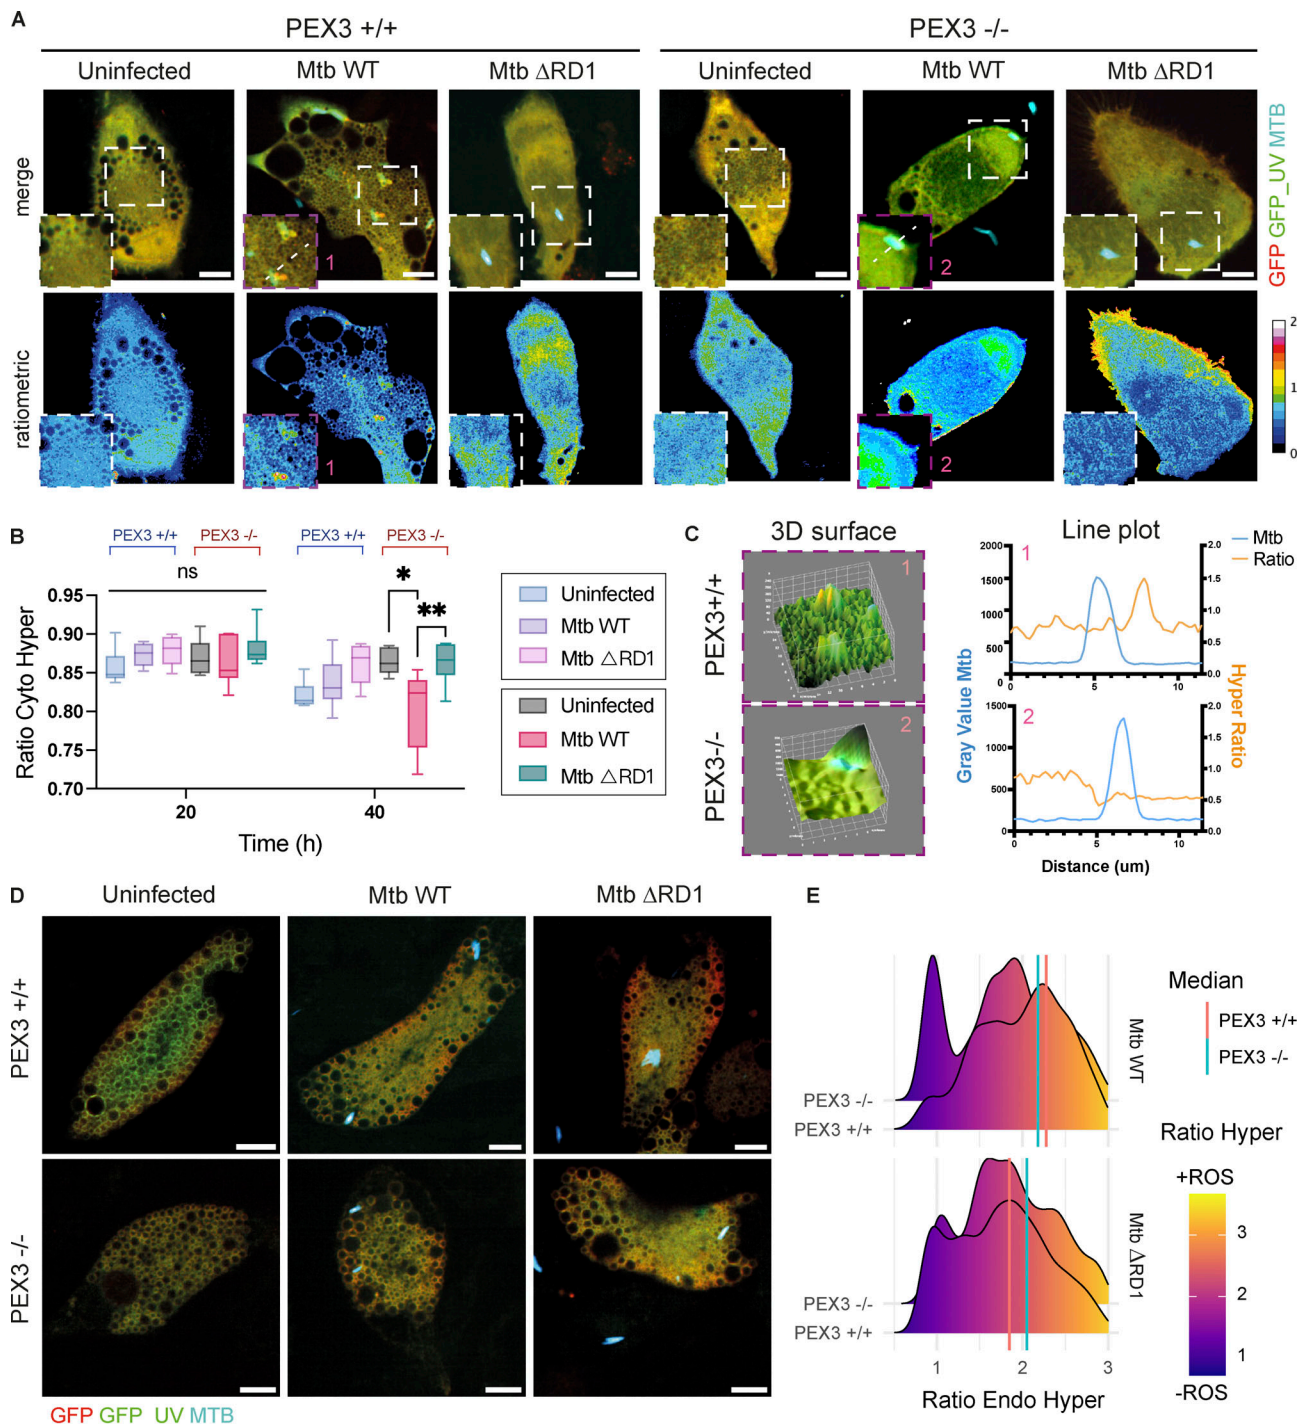 A
PEX3 +/+
PEX3 -/-
Uninfected
Mtb WT
Mtb ΔRD1
Uninfected
Mtb WT
Mtb ΔRD1
merge
1
2
GFP GFP_UV MTB
ratiometric
1
2
2
1
0
B
PEX3 +/+
PEX3 -/-
PEX3 +/+
PEX3 -/-
ns
*
**
Ratio Cyto Hyper
0.95
0.90
0.85
0.80
0.75
0.70
20
40
Time (h)
Uninfected
Mtb WT
Mtb △RD1
Uninfected
Mtb WT
Mtb △RD1
C
3D surface
Line plot
PEX3+/+
1
PEX3-/-
2
Mtb
Ratio
1
2000
1500
1000
500
0
2.0
1.5
1.0
0.5
0.0
0
5
10
2
1500
1000
500
0
2.0
1.5
1.0
0.5
0.0
0
5
10
Gray Value Mtb
Hyper Ratio
Distance (um)
D
Uninfected
Mtb WT
Mtb ΔRD1
PEX3 +/+
PEX3 -/-
GFP GFP_UV MTB
E
PEX3 -/-
PEX3 +/+
Mtb WT
PEX3 -/-
PEX3 +/+
Mtb ΔRD1
1
2
3
Ratio Endo Hyper
Median
PEX3 +/+
PEX3 -/-
Ratio Hyper
+ROS
3
2
1
-ROS